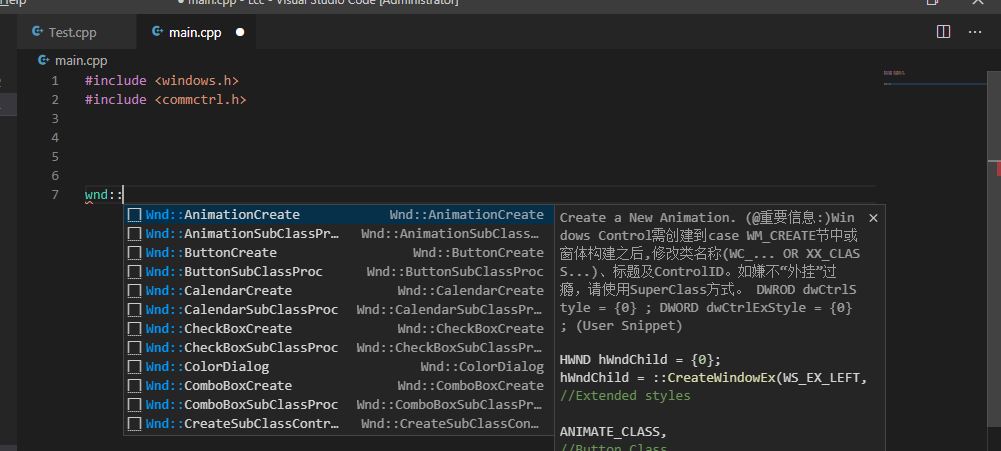 Help
main.cpp - Lcc - Visual Studio Code [Administrator]
Test.cpp
main.cpp
main.cpp
1 #include <windows.h>
2 #include <commctrl.h>
3
4
5
6
7 wnd::
Wnd::AnimationCreate Wnd::AnimationCreate
Wnd::AnimationSubClassPr… Wnd::AnimationSubClass…
Wnd::ButtonCreate Wnd::ButtonCreate
Wnd::ButtonSubClassProc Wnd::ButtonSubClassProc
Wnd::CalendarCreate Wnd::CalendarCreate
Wnd::CalendarSubClassProc Wnd::CalendarSubClassPr…
Wnd::CheckBoxCreate Wnd::CheckBoxCreate
Wnd::CheckBoxSubClassProc Wnd::CheckBoxSubClassPr…
Wnd::ColorDialog Wnd::ColorDialog
Wnd::ComboBoxCreate Wnd::ComboBoxCreate
Wnd::ComboBoxSubClassProc Wnd::ComboBoxSubClassPr…
Wnd::CreateSubClassContr… Wnd::CreateSubClassCon…
Create a New Animation. (@重要信息:)Win
dows Control需创建到case WM_CREATE节中或
窗体构建之后,修改类名称(WC_... OR XX_CLAS
S...)、标题及ControlID。如嫌不“外挂”过
瘾，请使用SuperClass方式。 DWROD dwCtrlS
tyle = {0} ; DWORD dwCtrlExStyle = {0}
; (User Snippet)
HWND hWndChild = {0};
hWndChild = ::CreateWindowEx(WS_EX_LEFT,
//Extended styles
ANIMATE_CLASS,
//Button Class